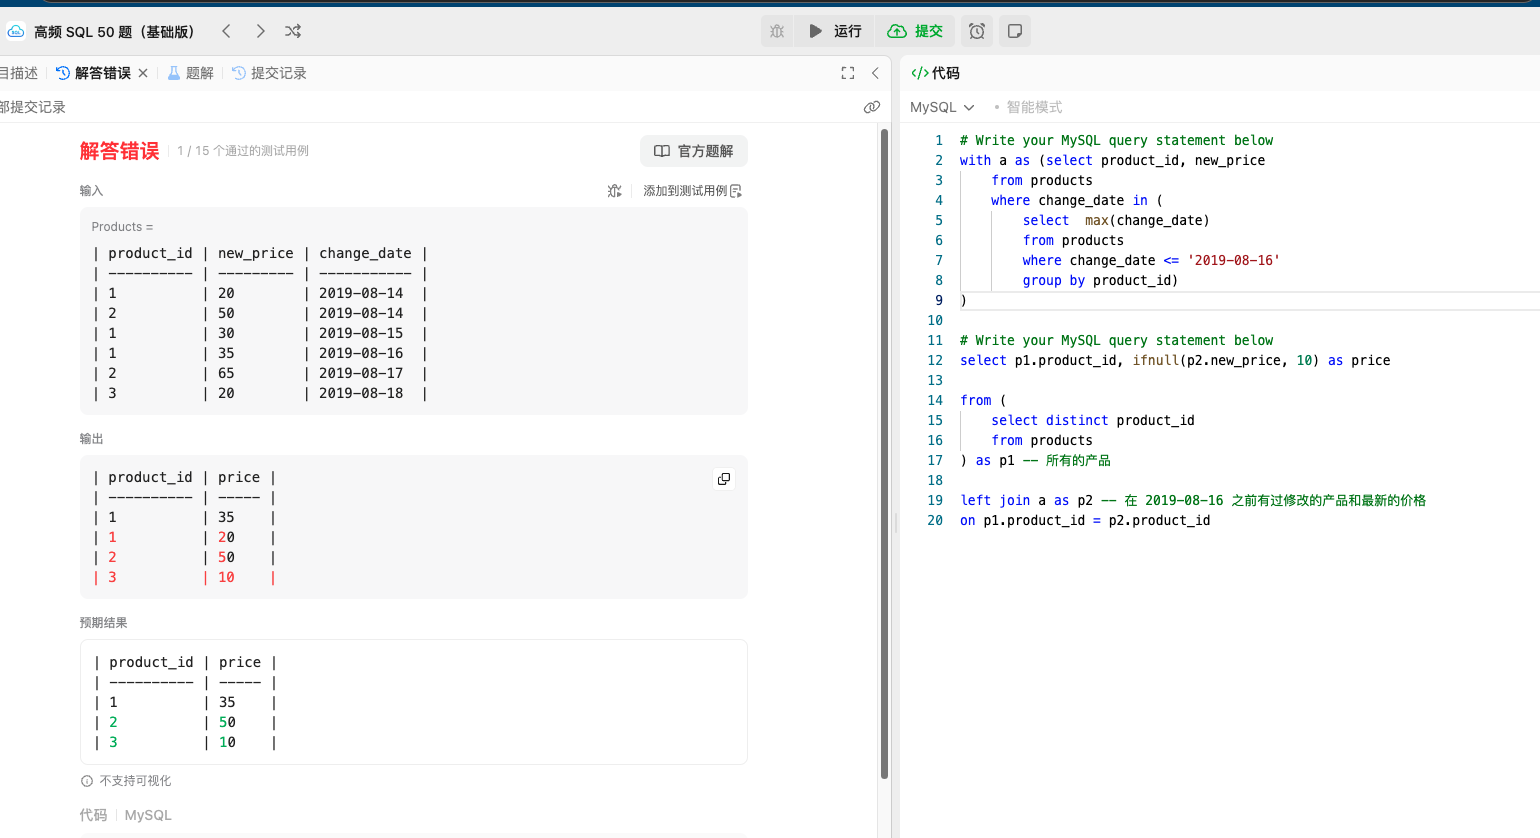 高频 SQL 50 题（基础版）
运行
提交
目描述
解答错误
题解
提交记录
部提交记录
解答错误
1 / 15 个通过的测试用例
官方题解
输入
添加到测试用例
Products =
| product_id | new_price | change_date |
| ---------- | --------- | ----------- |
| 1 | 20 | 2019-08-14 |
| 2 | 50 | 2019-08-14 |
| 1 | 30 | 2019-08-15 |
| 1 | 35 | 2019-08-16 |
| 2 | 65 | 2019-08-17 |
| 3 | 20 | 2019-08-18 |
输出
| product_id | price |
| ---------- | ----- |
| 1 | 35 |
| 1 | 20 |
| 2 | 50 |
| 3 | 10 |
预期结果
| product_id | price |
| ---------- | ----- |
| 1 | 35 |
| 2 | 50 |
| 3 | 10 |
不支持可视化
代码 | MySQL
</> 代码
MySQL
• 智能模式
1 # Write your MySQL query statement below
2 with a as (select product_id, new_price
3 from products
4 where change_date in (
5 select  max(change_date)
6 from products
7 where change_date <= '2019-08-16'
8 group by product_id)
9 )
10
11 # Write your MySQL query statement below
12 select p1.product_id, ifnull(p2.new_price, 10) as price
13
14 from (
15 select distinct product_id
16 from products
17 ) as p1 -- 所有的产品
18
19 left join a as p2 -- 在 2019-08-16 之前有过修改的产品和最新的价格
20 on p1.product_id = p2.product_id